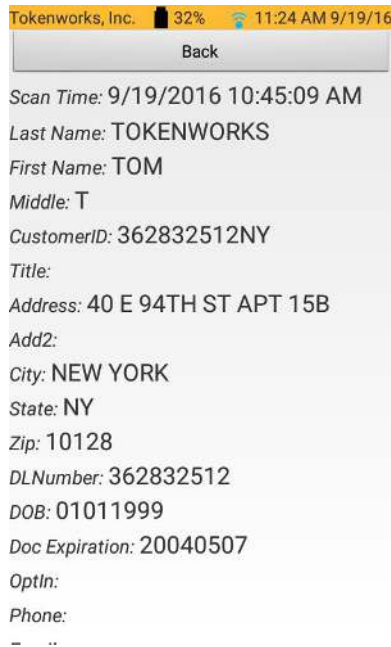 Tokenworks, Inc. 32% 11:24 AM 9/19/16
Back
Scan Time: 9/19/2016 10:45:09 AM
Last Name: TOKENWORKS
First Name: TOM
Middle: T
CustomerID: 362832512NY
Title:
Address: 40 E 94TH ST APT 15B
Add2:
City: NEW YORK
State: NY
Zip: 10128
DLNumber: 362832512
DOB: 01011999
Doc Expiration: 20040507
OptIn:
Phone: